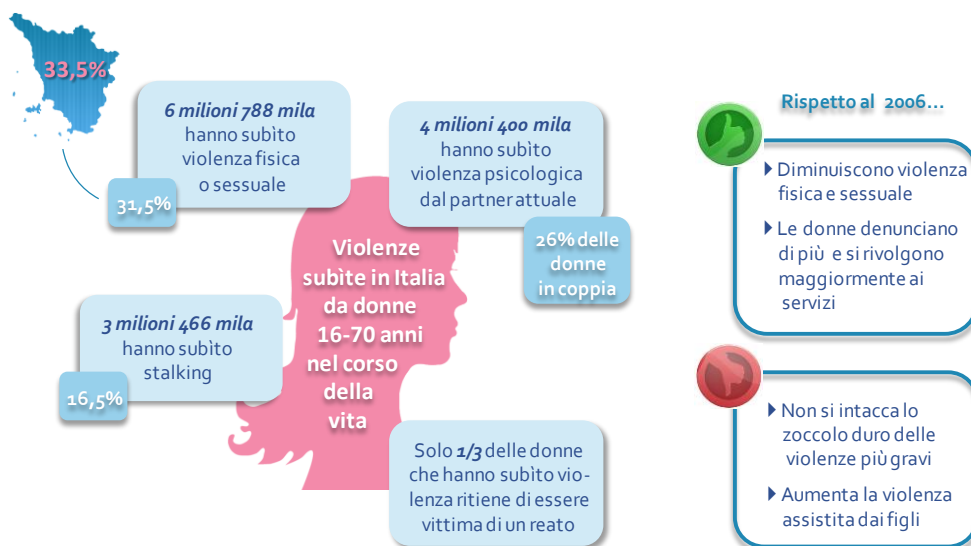 33,5%
6 milioni 788 mila
hanno subìto
violenza fisica
o sessuale
31,5%
4 milioni 400 mila
hanno subìto
violenza psicologica
dal partner attuale
26% delle
donne
in coppia
Violenze
subìte in Italia
da donne
16-70 anni
nel corso
della
vita
3 milioni 466 mila
hanno subìto
stalking
16,5%
Solo 1/3 delle donne
che hanno subìto vio-
lenza ritiene di essere
vittima di un reato
Rispetto al 2006...
Diminuiscono violenza
fisica e sessuale
Le donne denunciano
di più e si rivolgono
maggiormente ai
servizi
Non si intacca lo
zoccolo duro delle
violenze più gravi
Aumenta la violenza
assistita dai figli